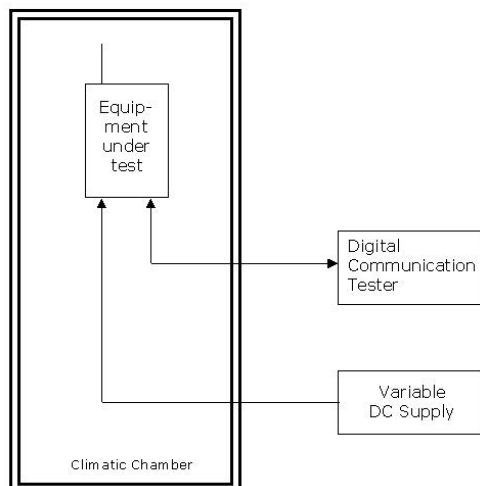 Equip-
ment
under
test
Digital
Communication
Tester
Variable
DC Supply
Climatic Chamber